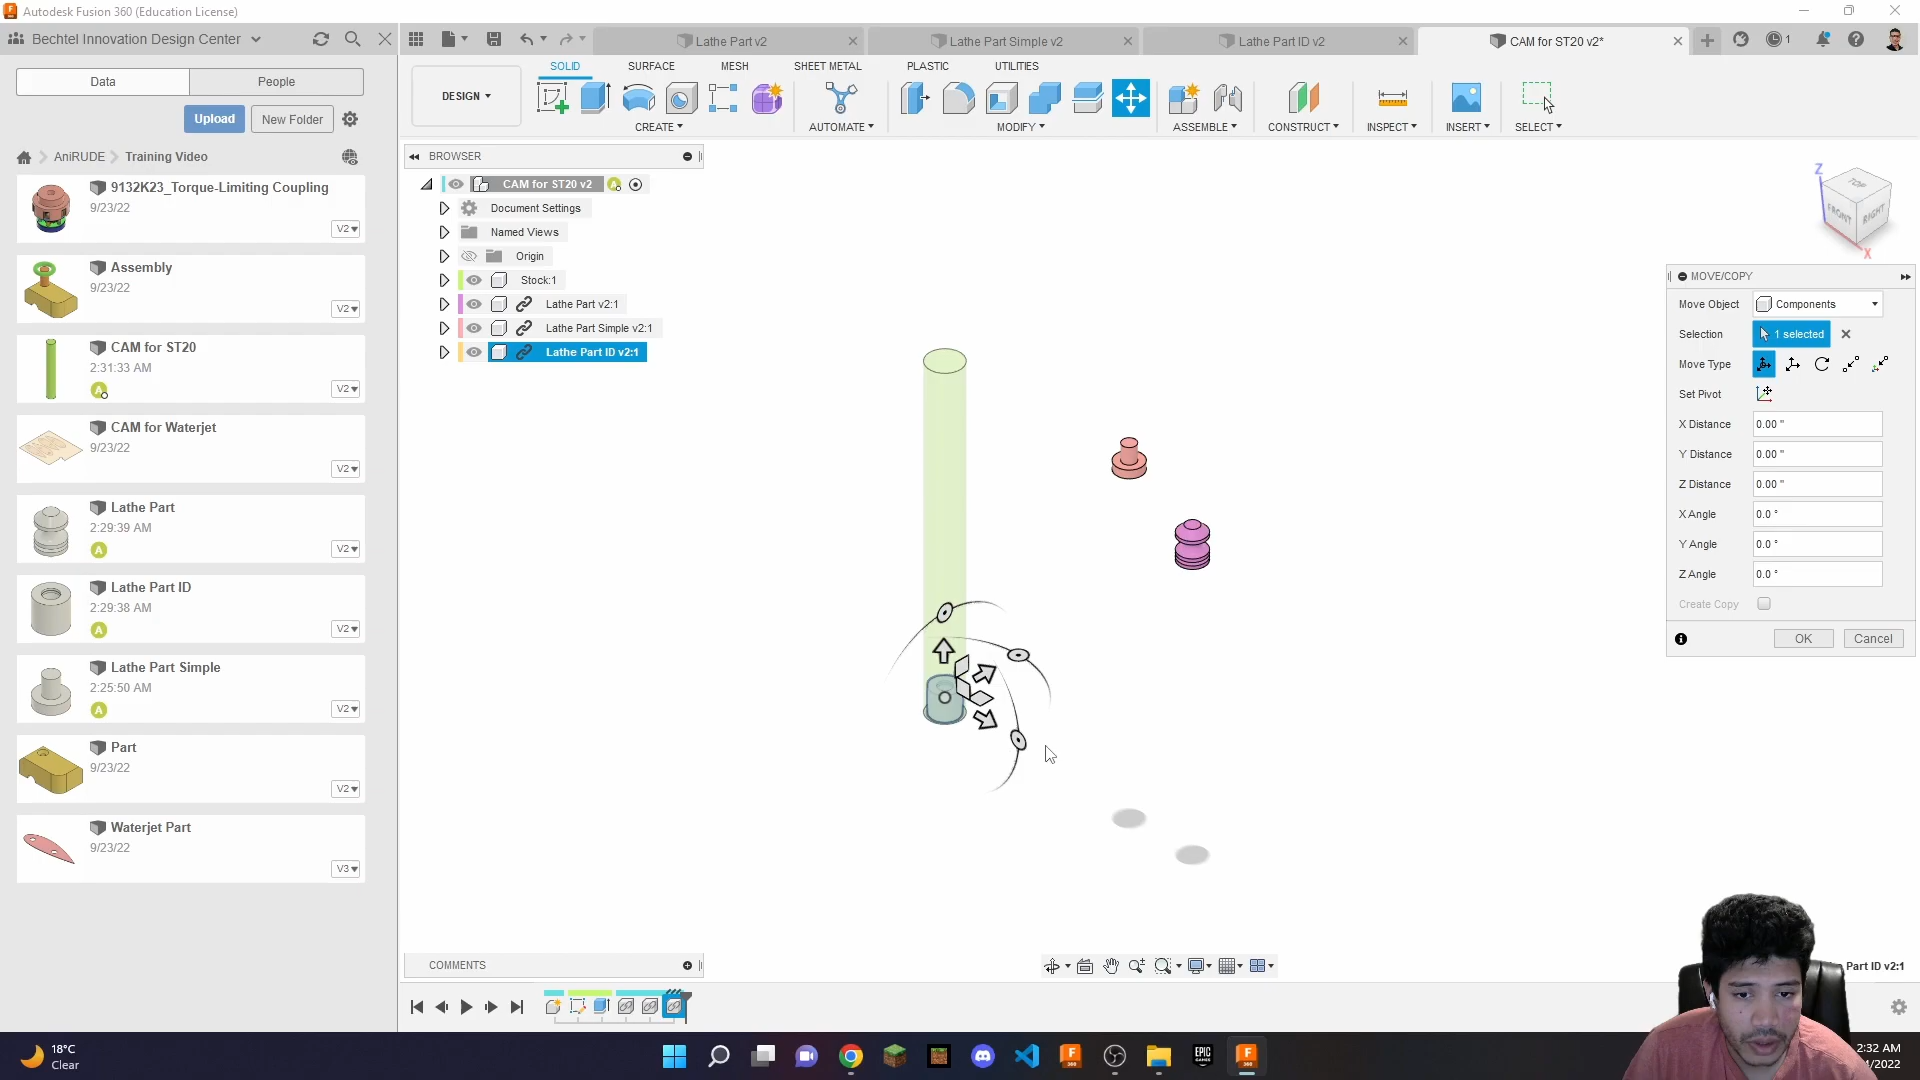 Autodesk Fusion 360 (Education License)
Bechtel Innovation Design Center
Lathe Part v2
Lathe Part Simple v2
Lathe Part ID v2
CAM for ST20 v2*
1
Data
People
SOLID
SURFACE
MESH
SHEET METAL
PLASTIC
UTILITIES
DESIGN
Upload
New Folder
CREATE
AUTOMATE
MODIFY
ASSEMBLE
CONSTRUCT
INSPECT
INSERT
SELECT
AniRUDE
Training Video
BROWSER
9132K23_Torque-Limiting Coupling
9/23/22
V2
Assembly
9/23/22
V2
CAM for ST20
2:31:33 AM
A
V2
CAM for Waterjet
9/23/22
V2
Lathe Part
2:29:39 AM
A
V2
Lathe Part ID
2:29:38 AM
A
V2
Lathe Part Simple
2:25:50 AM
A
V2
Part
9/23/22
V2
Waterjet Part
9/23/22
V3
CAM for ST20 v2
A
Document Settings
Named Views
Origin
Stock:1
Lathe Part v2:1
Lathe Part Simple v2:1
Lathe Part ID v2:1
Z
TOP
FRONT
RIGHT
X
MOVE/COPY
Move Object
Components
Selection
1 selected
Move Type
Set Pivot
X Distance
0.00 "
Y Distance
0.00 "
Z Distance
0.00 "
X Angle
0.0 °
Y Angle
0.0 °
Z Angle
0.0 °
Create Copy
OK
Cancel
COMMENTS
Part ID v2:1
18°C
Clear
F
360
EPIC
GAMES
F
360
2:32 AM
/2022